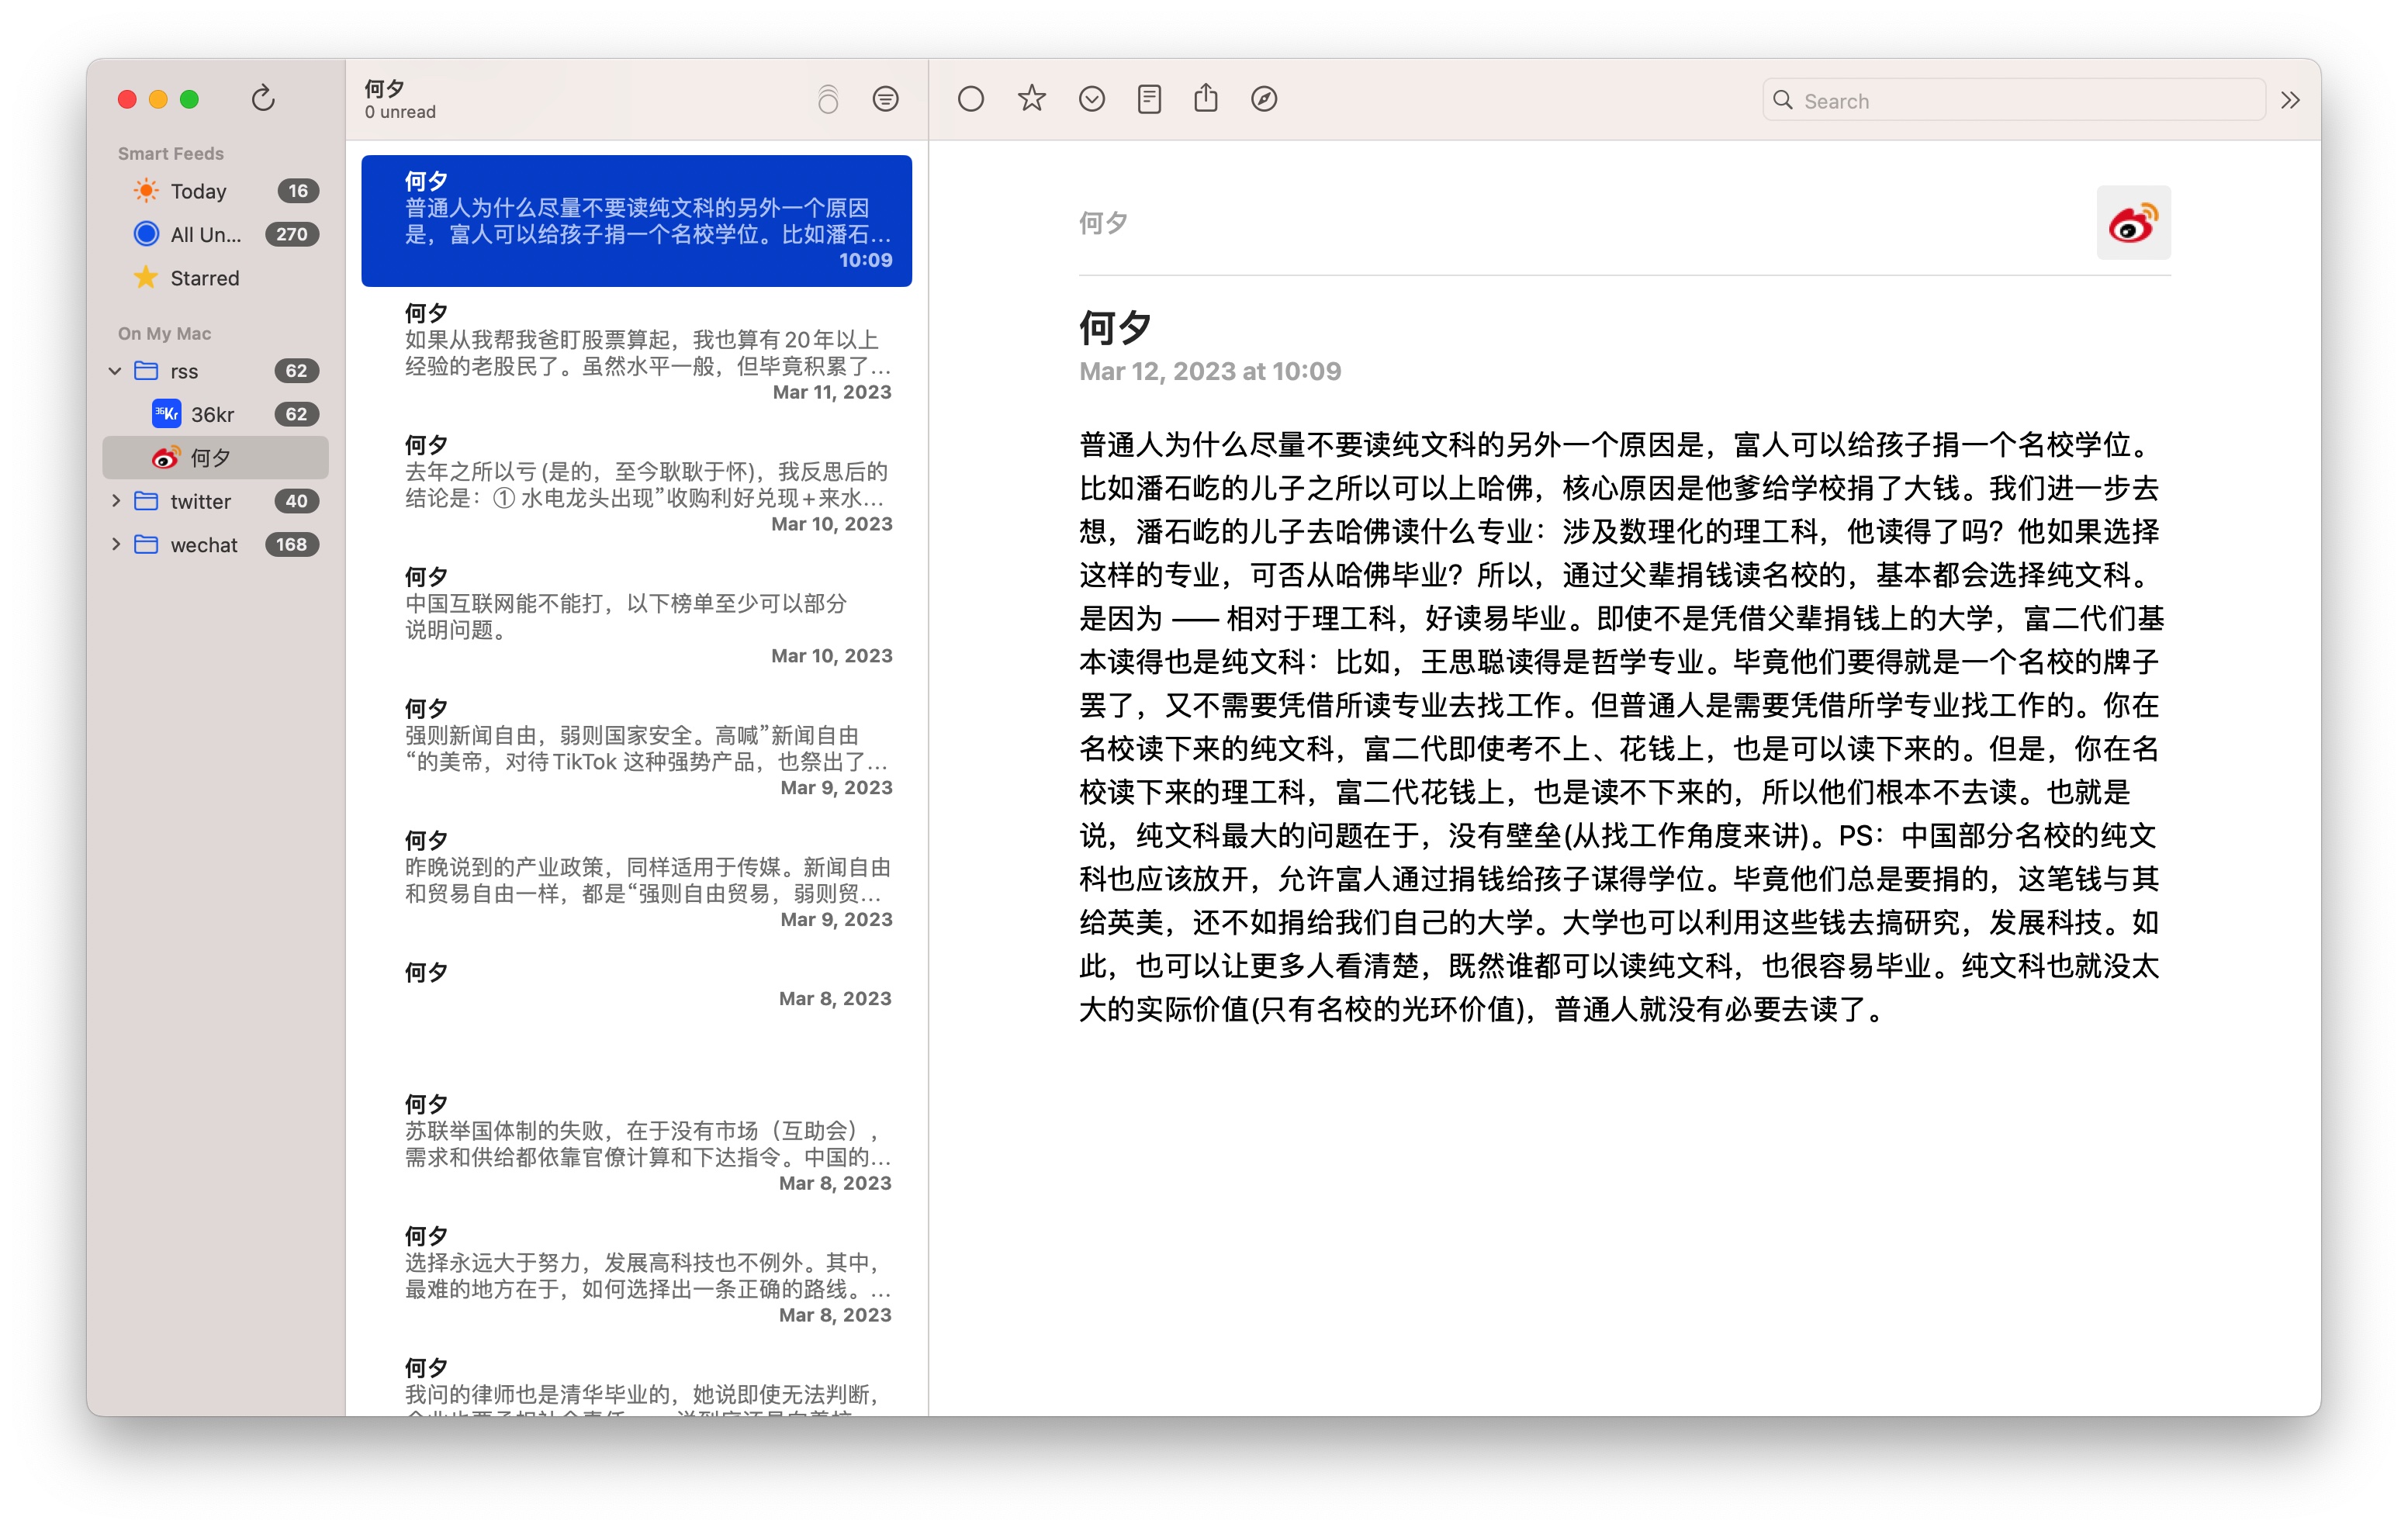 Smart Feeds
Today
16
All Un...
270
Starred
On My Mac
rss
62
36Kr
36kr
62
何夕
twitter
40
wechat
168
何夕
0 unread
何夕
普通人为什么尽量不要读纯文科的另外一个原因
是，富人可以给孩子捐一个名校学位。比如潘石...
10:09
何夕
如果从我帮我爸盯股票算起，我也算有20年以上
经验的老股民了。虽然水平一般，但毕竟积累了...
Mar 11, 2023
何夕
去年之所以亏(是的，至今耿耿于怀)，我反思后的
结论是：① 水电龙头出现”收购利好兑现+来水...
Mar 10, 2023
何夕
中国互联网能不能打，以下榜单至少可以部分
说明问题。
Mar 10, 2023
何夕
强则新闻自由，弱则国家安全。高喊”新闻自由
“的美帝，对待 TikTok 这种强势产品，也祭出了...
Mar 9, 2023
何夕
昨晚说到的产业政策，同样适用于传媒。新闻自由
和贸易自由一样，都是“强则自由贸易，弱则贸...
Mar 9, 2023
何夕
Mar 8, 2023
何夕
苏联举国体制的失败，在于没有市场（互助会），
需求和供给都依靠官僚计算和下达指令。中国的...
Mar 8, 2023
何夕
选择永远大于努力，发展高科技也不例外。其中，
最难的地方在于，如何选择出一条正确的路线。...
Mar 8, 2023
何夕
我问的律师也是清华毕业的，她说即使无法判断，
Search
何夕
何夕
Mar 12, 2023 at 10:09
普通人为什么尽量不要读纯文科的另外一个原因是，富人可以给孩子捐一个名校学位。
比如潘石屹的儿子之所以可以上哈佛，核心原因是他爹给学校捐了大钱。我们进一步去
想，潘石屹的儿子去哈佛读什么专业：涉及数理化的理工科，他读得了吗？他如果选择
这样的专业，可否从哈佛毕业？所以，通过父辈捐钱读名校的，基本都会选择纯文科。
是因为 —— 相对于理工科，好读易毕业。即使不是凭借父辈捐钱上的大学，富二代们基
本读得也是纯文科：比如，王思聪读得是哲学专业。毕竟他们要得就是一个名校的牌子
罢了，又不需要凭借所读专业去找工作。但普通人是需要凭借所学专业找工作的。你在
名校读下来的纯文科，富二代即使考不上、花钱上，也是可以读下来的。但是，你在名
校读下来的理工科，富二代花钱上，也是读不下来的，所以他们根本不去读。也就是
说，纯文科最大的问题在于，没有壁垒(从找工作角度来讲)。PS：中国部分名校的纯文
科也应该放开，允许富人通过捐钱给孩子谋得学位。毕竟他们总是要捐的，这笔钱与其
给英美，还不如捐给我们自己的大学。大学也可以利用这些钱去搞研究，发展科技。如
此，也可以让更多人看清楚，既然谁都可以读纯文科，也很容易毕业。纯文科也就没太
大的实际价值(只有名校的光环价值)，普通人就没有必要去读了。